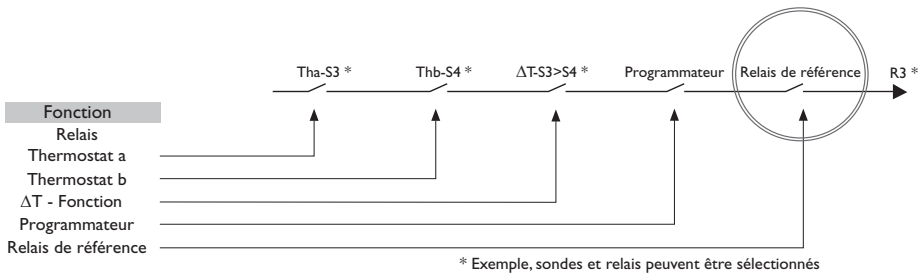 Tha-S3 * Thb-S4 * ΔT-S3>S4 * Programmateur Relais de référence R3 *
Fonction
Relais
Thermostat a
Thermostat b
ΔT - Fonction
Programmateur
Relais de référence
* Exemple, sondes et relais peuvent être sélectionnés